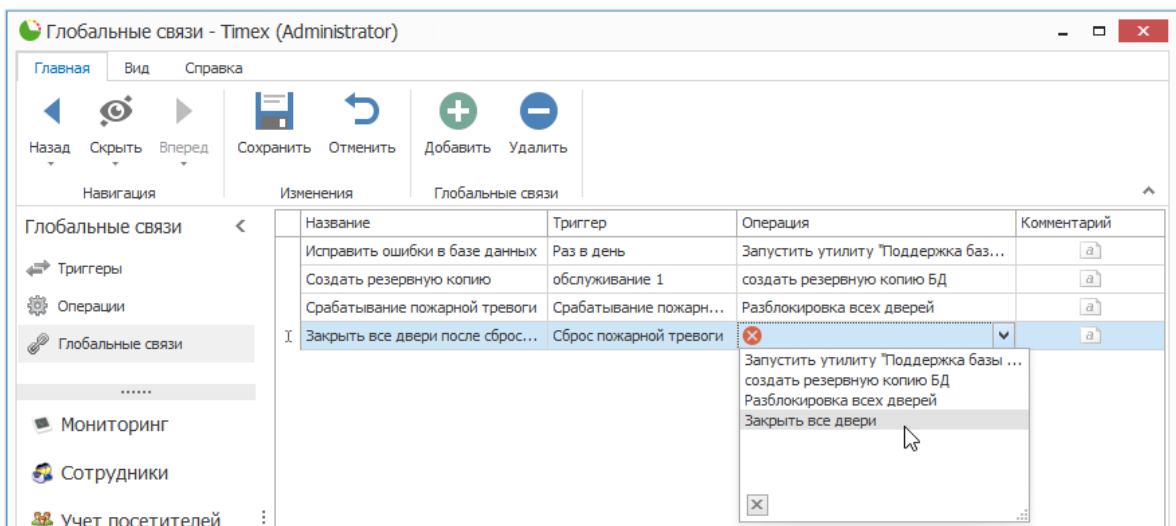 Глобальные связи - Timex (Administrator)
Главная Вид Справка
Назад Скрыть Вперед Сохранить Отменить Добавить Удалить
Навигация Изменения Глобальные связи
Глобальные связи
Триггеры
Операции
Глобальные связи
Мониторинг
Сотрудники
Учет посетителей
Название Триггер Операция Комментарий
Исправить ошибки в базе данных Раз в день Запустить утилиту "Поддержка баз...
Создать резервную копию обслуживание 1 создать резервную копию БД
Срабатывание пожарной тревоги Срабатывание пожарн... Разблокировка всех дверей
Закрыть все двери после сброс... Сброс пожарной тревоги
Запустить утилиту "Поддержка базы ...
создать резервную копию БД
Разблокировка всех дверей
Закрыть все двери